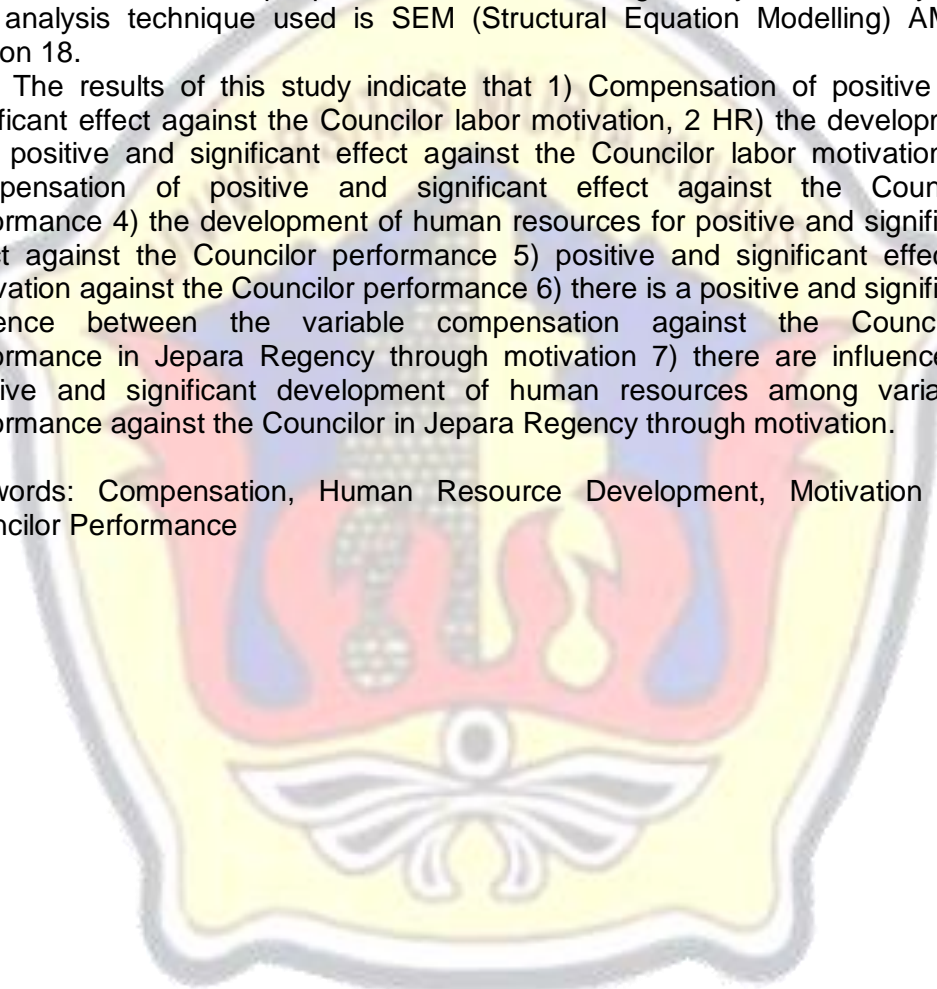 analysis technique used is SEM (Structural Equation Modelling) AM
on 18.
The results of this study indicate that 1) Compensation of positive
ficant effect against the Councilor labor motivation, 2 HR) the develop
positive and significant effect against the Councilor labor motivation
pensation of positive and significant effect against the Coun
ormance 4) the development of human resources for positive and signifi
ct against the Councilor performance 5) positive and significant effec
vation against the Councilor performance 6) there is a positive and signifi
ence between the variable compensation against the Counc
ormance in Jepara Regency through motivation 7) there are influence
ive and significant development of human resources among varia
ormance against the Councilor in Jepara Regency through motivation.
words: Compensation, Human Resource Development, Motivation
ncilor Performance